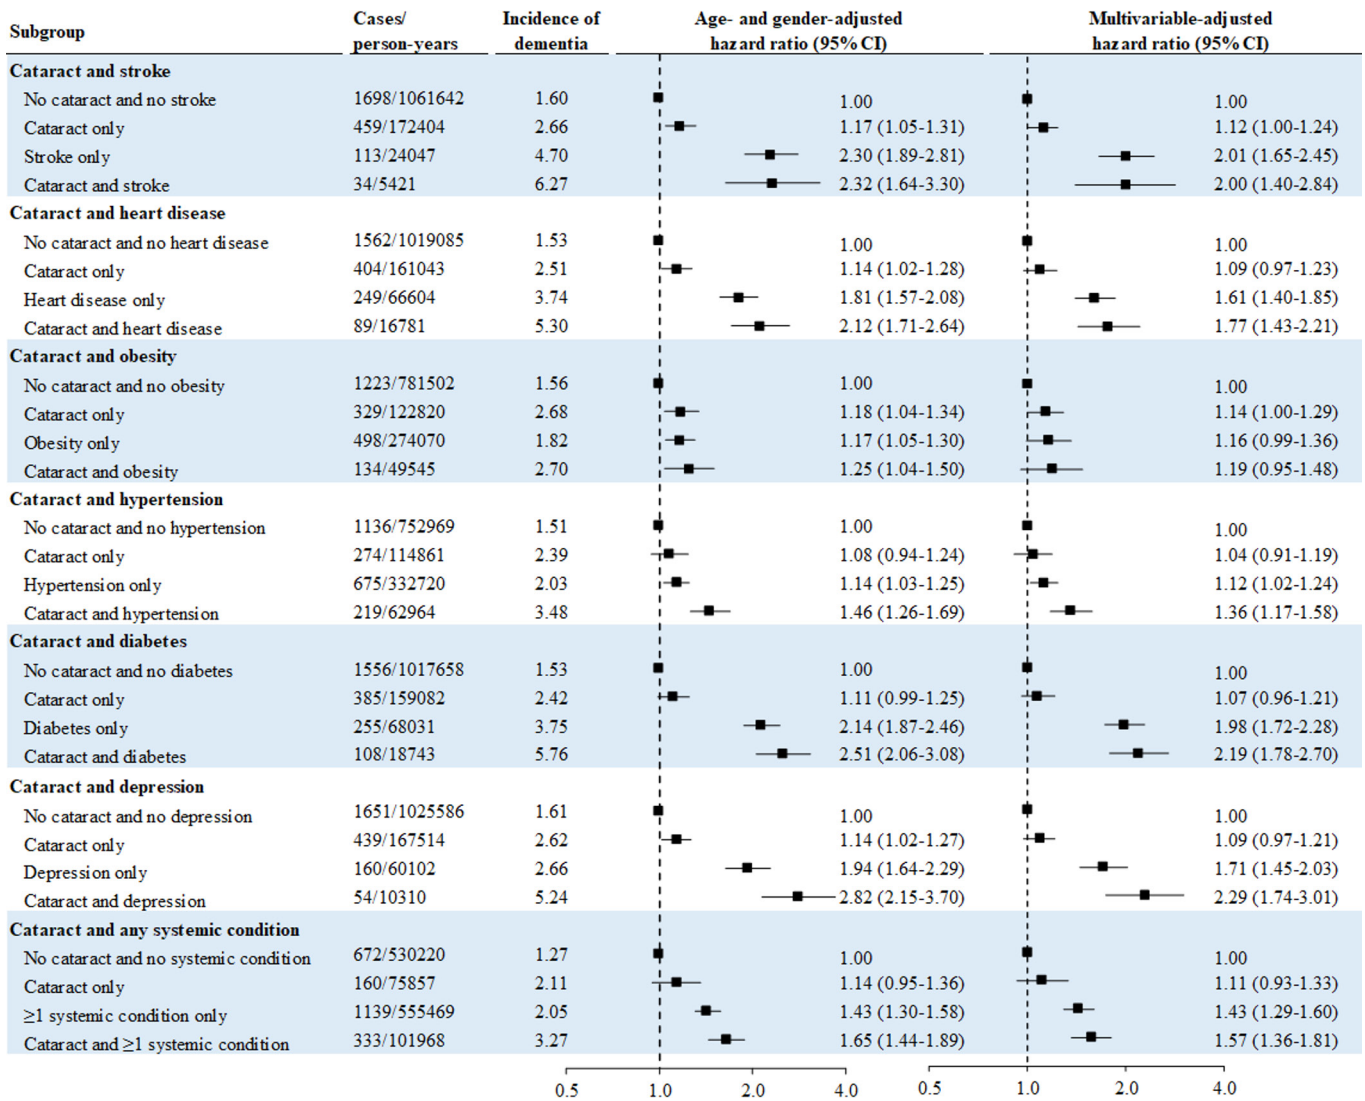 Subgroup Cases/ person-years Incidence of dementia Age- and gender-adjusted hazard ratio (95% CI) Multivariable-adjusted hazard ratio (95% CI)
Cataract and stroke
No cataract and no stroke 1698/1061642 1.60 1.00 1.00
Cataract only 459/172404 2.66 1.17 (1.05-1.31) 1.12 (1.00-1.24)
Stroke only 113/24047 4.70 2.30 (1.89-2.81) 2.01 (1.65-2.45)
Cataract and stroke 34/5421 6.27 2.32 (1.64-3.30) 2.00 (1.40-2.84)
Cataract and heart disease
No cataract and no heart disease 1562/1019085 1.53 1.00 1.00
Cataract only 404/161043 2.51 1.14 (1.02-1.28) 1.09 (0.97-1.23)
Heart disease only 249/66604 3.74 1.81 (1.57-2.08) 1.61 (1.40-1.85)
Cataract and heart disease 89/16781 5.30 2.12 (1.71-2.64) 1.77 (1.43-2.21)
Cataract and obesity
No cataract and no obesity 1223/781502 1.56 1.00 1.00
Cataract only 329/122820 2.68 1.18 (1.04-1.34) 1.14 (1.00-1.29)
Obesity only 498/274070 1.82 1.17 (1.05-1.30) 1.16 (0.99-1.36)
Cataract and obesity 134/49545 2.70 1.25 (1.04-1.50) 1.19 (0.95-1.48)
Cataract and hypertension
No cataract and no hypertension 1136/752969 1.51 1.00 1.00
Cataract only 274/114861 2.39 1.08 (0.94-1.24) 1.04 (0.91-1.19)
Hypertension only 675/332720 2.03 1.14 (1.03-1.25) 1.12 (1.02-1.24)
Cataract and hypertension 219/62964 3.48 1.46 (1.26-1.69) 1.36 (1.17-1.58)
Cataract and diabetes
No cataract and no diabetes 1556/1017658 1.53 1.00 1.00
Cataract only 385/159082 2.42 1.11 (0.99-1.25) 1.07 (0.96-1.21)
Diabetes only 255/68031 3.75 2.14 (1.87-2.46) 1.98 (1.72-2.28)
Cataract and diabetes 108/18743 5.76 2.51 (2.06-3.08) 2.19 (1.78-2.70)
Cataract and depression
No cataract and no depression 1651/1025586 1.61 1.00 1.00
Cataract only 439/167514 2.62 1.14 (1.02-1.27) 1.09 (0.97-1.21)
Depression only 160/60102 2.66 1.94 (1.64-2.29) 1.71 (1.45-2.03)
Cataract and depression 54/10310 5.24 2.82 (2.15-3.70) 2.29 (1.74-3.01)
Cataract and any systemic condition
No cataract and no systemic condition 672/530220 1.27 1.00 1.00
Cataract only 160/75857 2.11 1.14 (0.95-1.36) 1.11 (0.93-1.33)
≥1 systemic condition only 1139/555469 2.05 1.43 (1.30-1.58) 1.43 (1.29-1.60)
Cataract and ≥1 systemic condition 333/101968 3.27 1.65 (1.44-1.89) 1.57 (1.36-1.81)
0.5 1.0 2.0 4.0 0.5 1.0 2.0 4.0